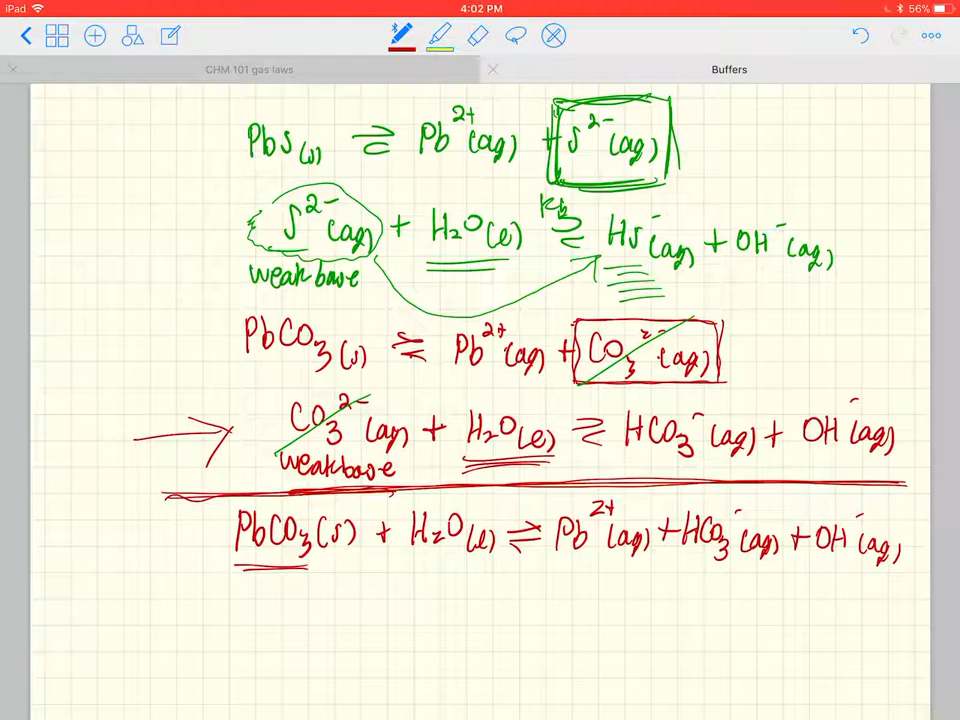 iPad 4:02 PM 56%
CHM 101 gas laws Buffers
PbS(s) ⇌ Pb²⁺(aq) + S²⁻(aq)
Kb
S²⁻(aq) + H₂O(l) ⇌ HS⁻(aq) + OH⁻(aq)
weak base
PbCO₃(s) ⇌ Pb²⁺(aq) + CO₃²⁻(aq)
CO₃²⁻(aq) + H₂O(l) ⇌ HCO₃⁻(aq) + OH⁻(aq)
weak base
PbCO₃(s) + H₂O(l) ⇌ Pb²⁺(aq) + HCO₃⁻(aq) + OH⁻(aq)